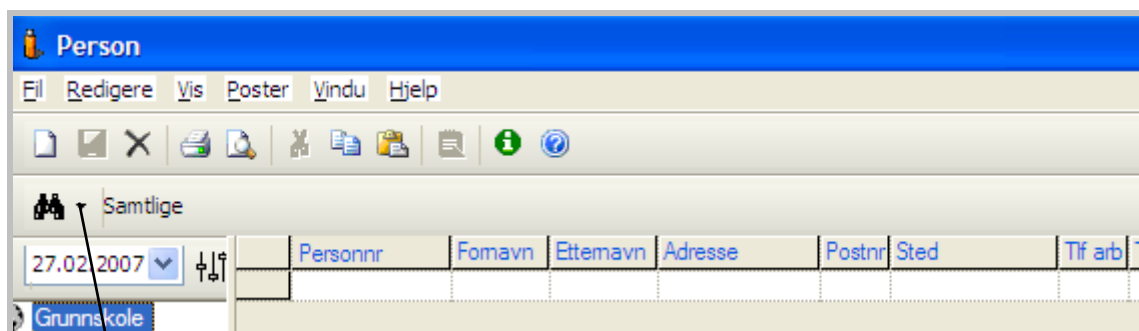 Person
Fil Redigere Vis Poster Vindu Hjelp
Samtlige
27.02.2007 Personnr Fornavn Etternavn Adresse Postnr Sted Tlf arb
Grunnskole